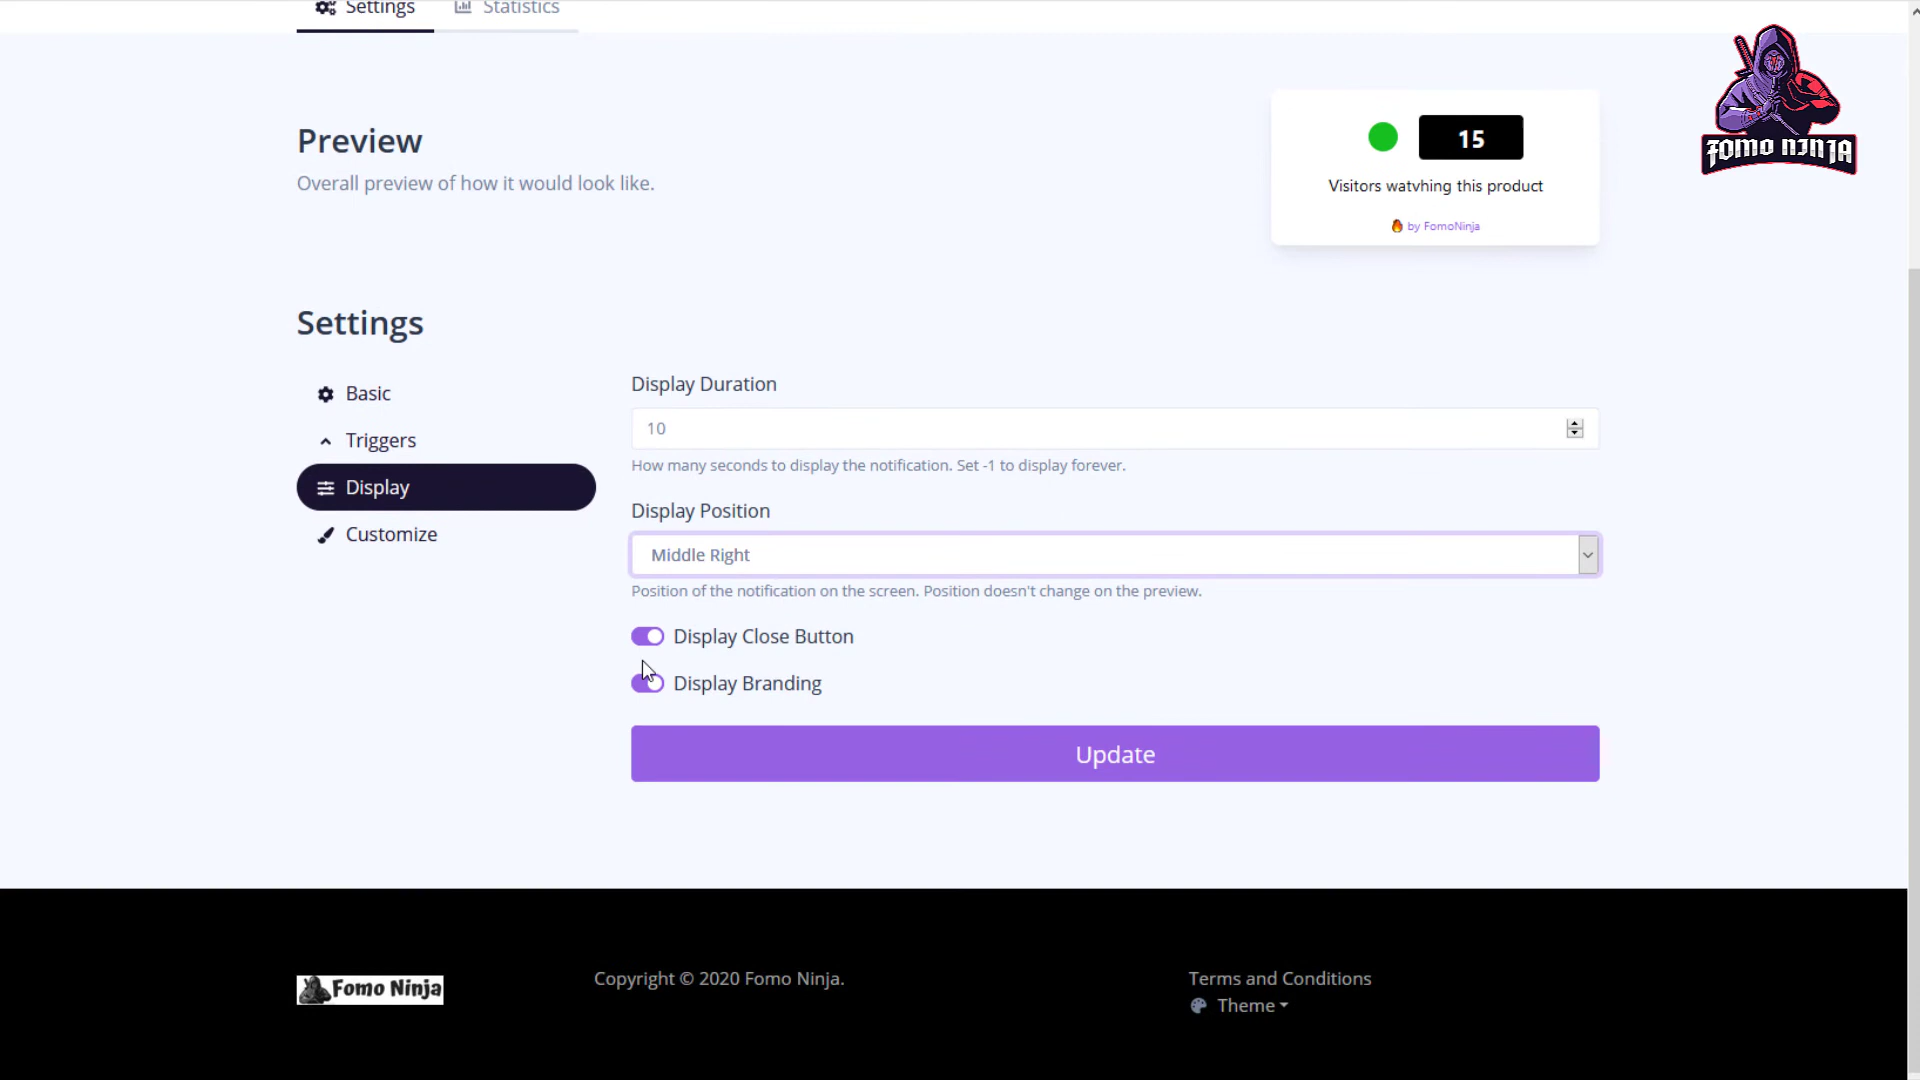 Settings
Statistics
FOMO NINJA
Preview
Overall preview of how it would look like.
15
Visitors watvhing this product
by FomoNinja
Settings
Basic
Triggers
Display
Customize
Display Duration
10
How many seconds to display the notification. Set -1 to display forever.
Display Position
Middle Right
Position of the notification on the screen. Position doesn't change on the preview.
Display Close Button
Display Branding
Update
Fomo Ninja
Copyright © 2020 Fomo Ninja.
Terms and Conditions
Theme